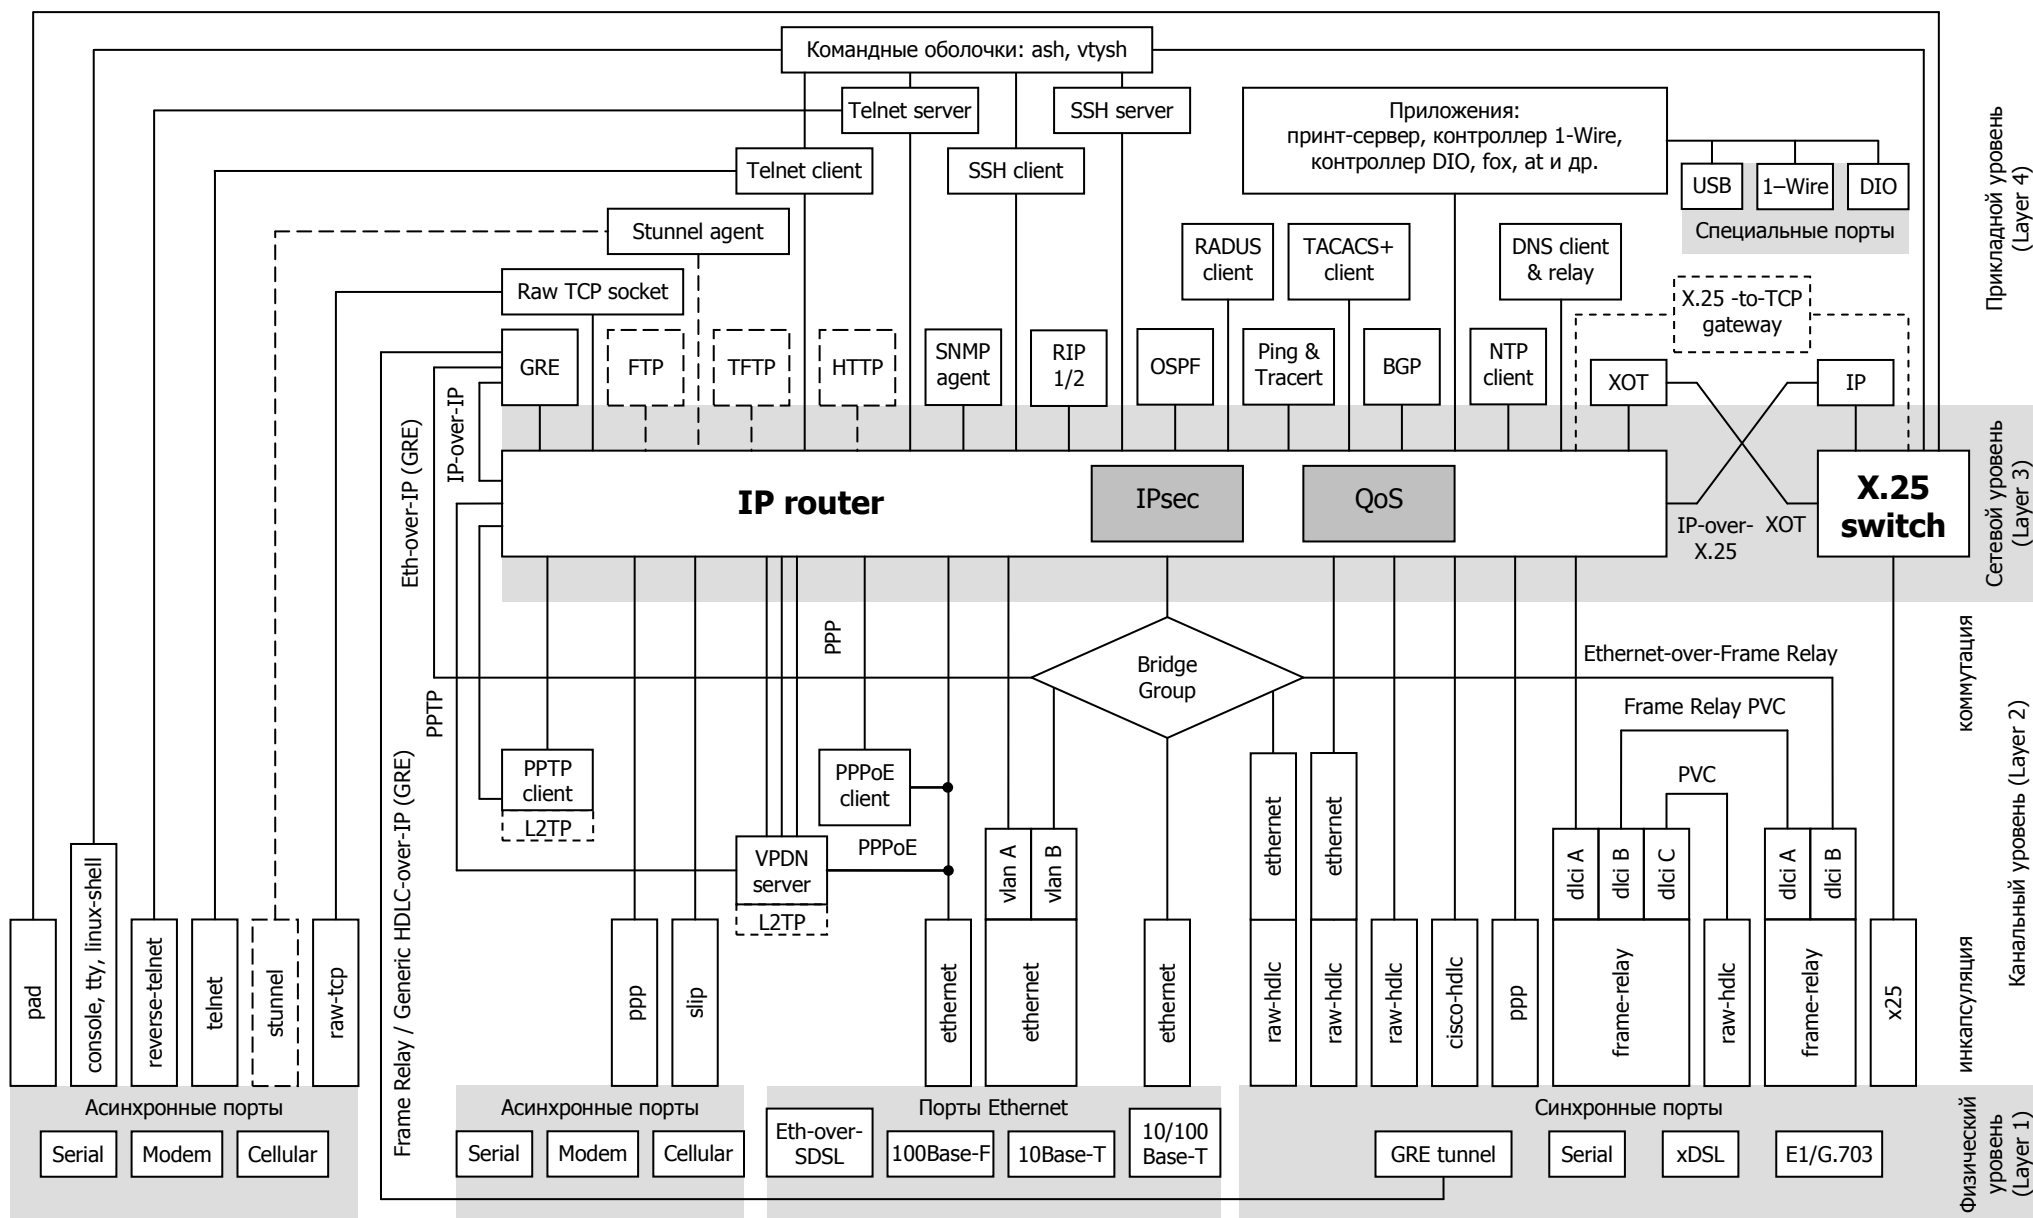 Командные оболочки: ash, vtysh
Telnet server
SSH server
Приложения:
принт-сервер, контроллер 1-Wire,
контроллер DIO, fox, at и др.
Telnet client
SSH client
USB
1–Wire
DIO
Специальные порты
Прикладной уровень
(Layer 4)
Stunnel agent
RADUS
client
TACACS+
client
DNS client
& relay
Raw TCP socket
X.25 -to-TCP
gateway
GRE
FTP
TFTP
HTTP
SNMP
agent
RIP
1/2
OSPF
Ping &
Tracert
BGP
NTP
client
XOT
IP
Eth-over-IP (GRE)
IP-over-IP
IP router
IPsec
QoS
IP-over-
X.25
XOT
X.25
switch
Сетевой уровень
(Layer 3)
PPP
PPTP
Bridge
Group
Ethernet-over-Frame Relay
Frame Relay PVC
PVC
коммутация
Канальный уровень (Layer 2)
инкапсуляция
Frame Relay / Generic HDLC-over-IP (GRE)
PPTP
client
L2TP
PPPoE
client
VPDN
server
L2TP
PPPoE
vlan A
vlan B
ethernet
ethernet
dlci A
dlci B
dlci C
dlci A
dlci B
pad
console, tty, linux-shell
reverse-telnet
telnet
stunnel
raw-tcp
ppp
slip
ethernet
ethernet
ethernet
raw-hdlc
raw-hdlc
raw-hdlc
cisco-hdlc
ppp
frame-relay
raw-hdlc
frame-relay
x25
Асинхронные порты
Serial
Modem
Cellular
Асинхронные порты
Serial
Modem
Cellular
Порты Ethernet
Eth-over-
SDSL
100Base-F
10Base-T
10/100
Base-T
Синхронные порты
GRE tunnel
Serial
xDSL
E1/G.703
Физический
уровень
(Layer 1)